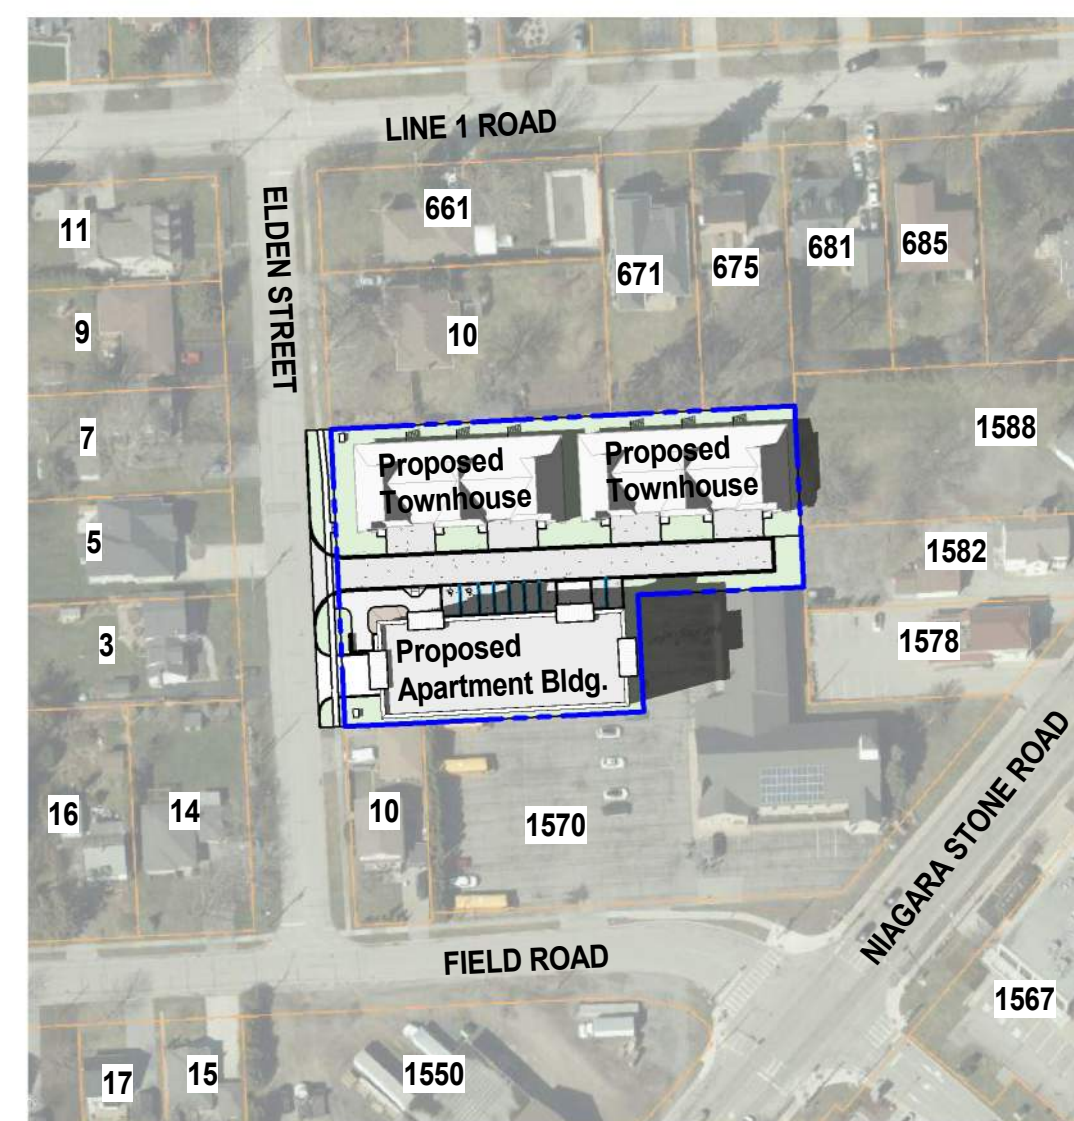 LINE 1 ROAD
ELDEN STREET
661
11
671
675
681
685
9
10
7
1588
Proposed
Townhouse
Proposed
Townhouse
5
1582
3
1578
Proposed
Apartment Bldg.
16
14
10
1570
NIAGARA STONE ROAD
FIELD ROAD
1567
17
15
1550